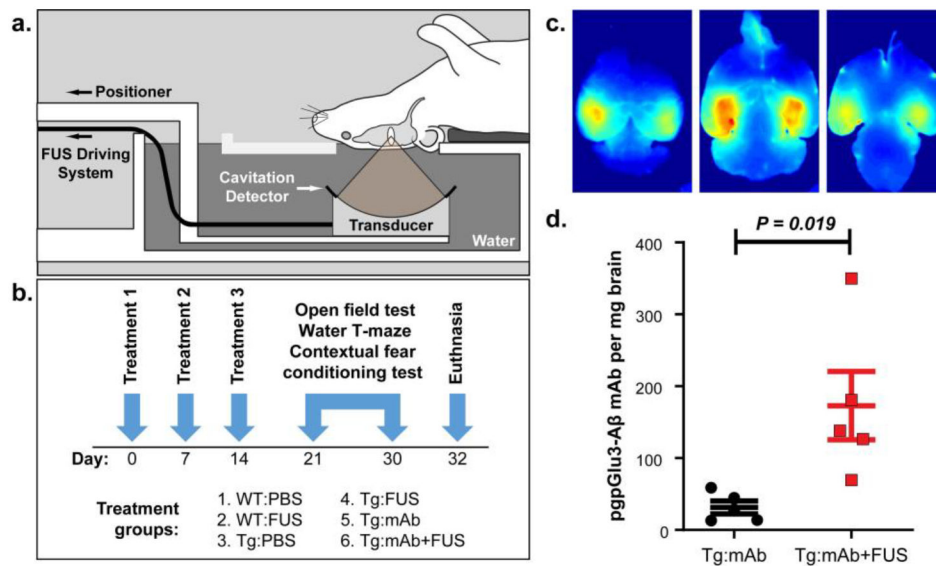 a.
Positioner
FUS Driving
System
Cavitation
Detector
Transducer
Water
b.
Treatment 1
Treatment 2
Treatment 3
Open field test
Water T-maze
Contextual fear
conditioning test
Euthnasia
Day: 0 7 14 21 30 32
Treatment
groups:
1. WT:PBS
2. WT:FUS
3. Tg:PBS
4. Tg:FUS
5. Tg:mAb
6. Tg:mAb+FUS
c.
d.
P = 0.019
pgpGlu3-Aβ mAb per mg brain
400
300
200
100
0
Tg:mAb Tg:mAb+FUS